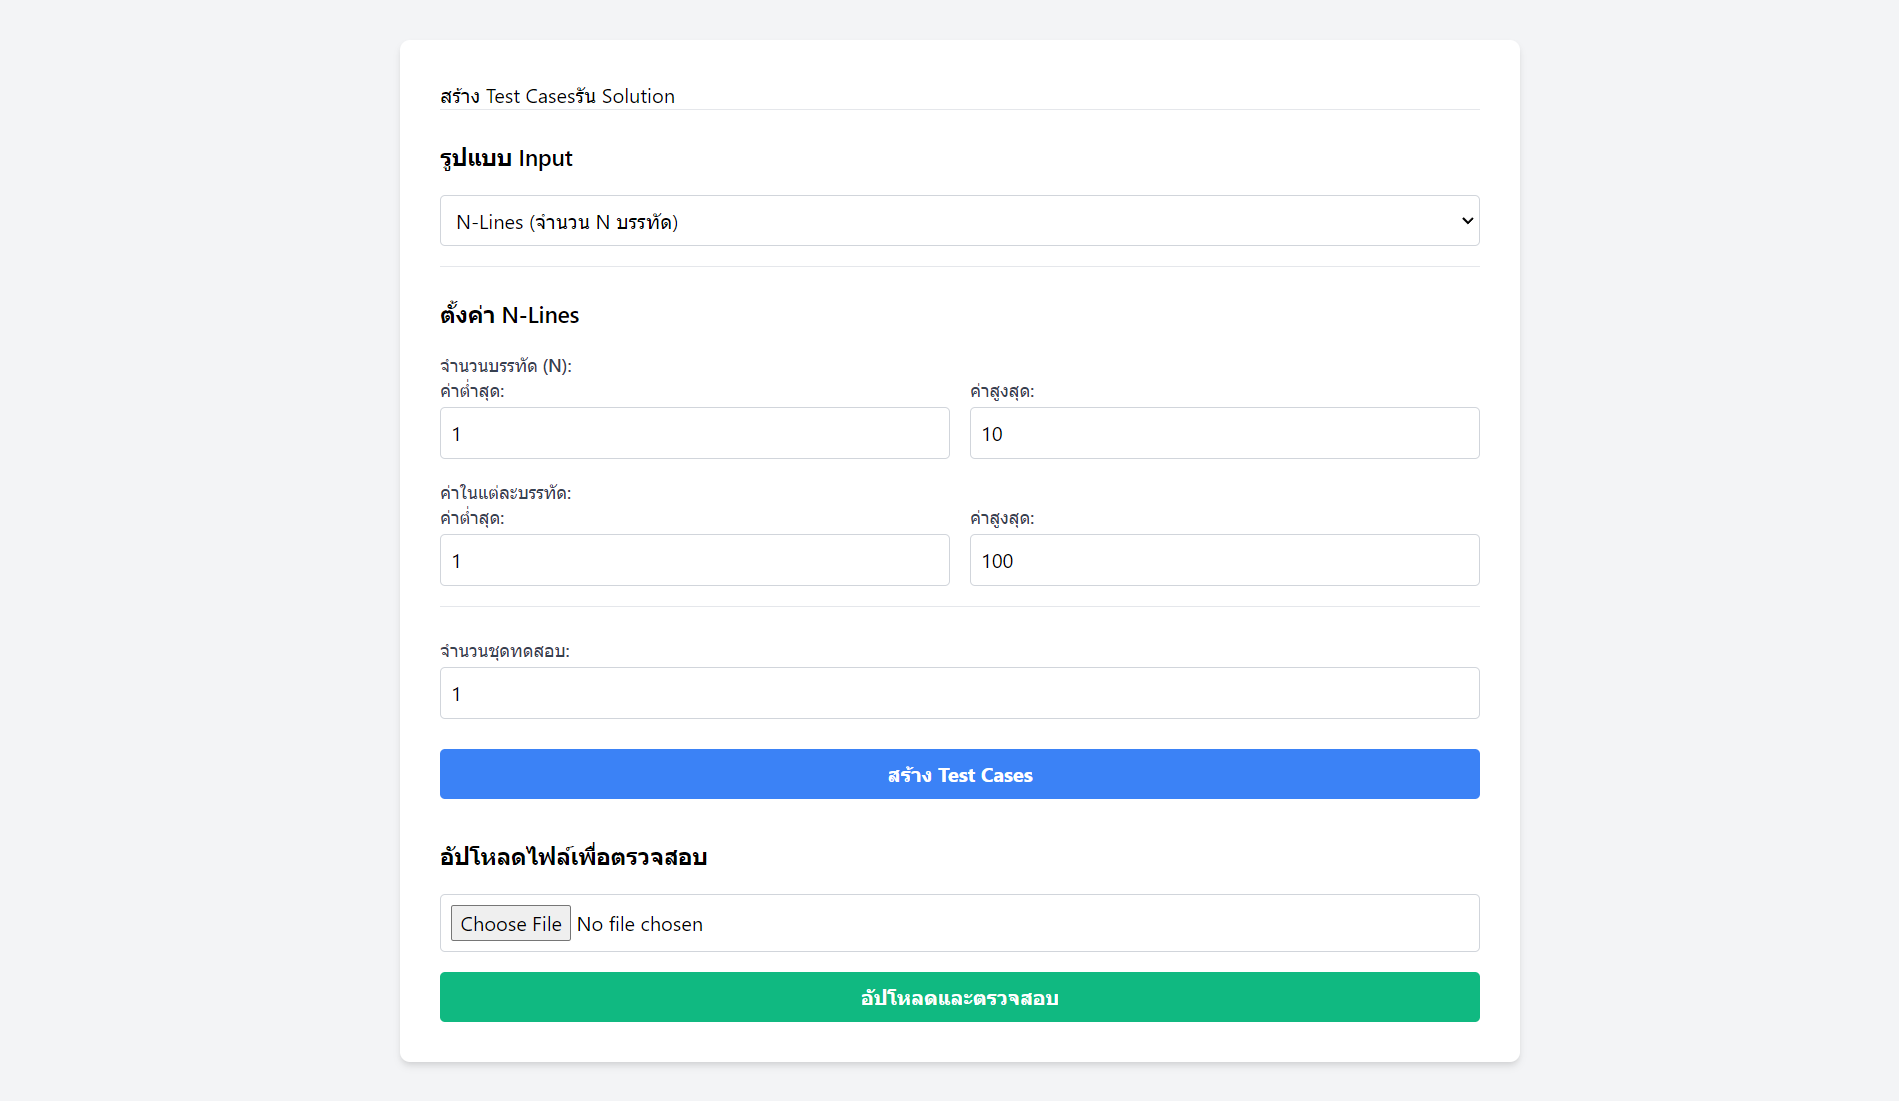 สร้าง Test Casesรัน Solution
รูปแบบ Input
N-Lines (จำนวน N บรรทัด)
ตั้งค่า N-Lines
จำนวนบรรทัด (N):
ค่าต่ำสุด: ค่าสูงสุด:
1 10
ค่าในแต่ละบรรทัด:
ค่าต่ำสุด: ค่าสูงสุด:
1 100
จำนวนชุดทดสอบ:
1
สร้าง Test Cases
อัปโหลดไฟล์เพื่อตรวจสอบ
Choose File No file chosen
อัปโหลดและตรวจสอบ